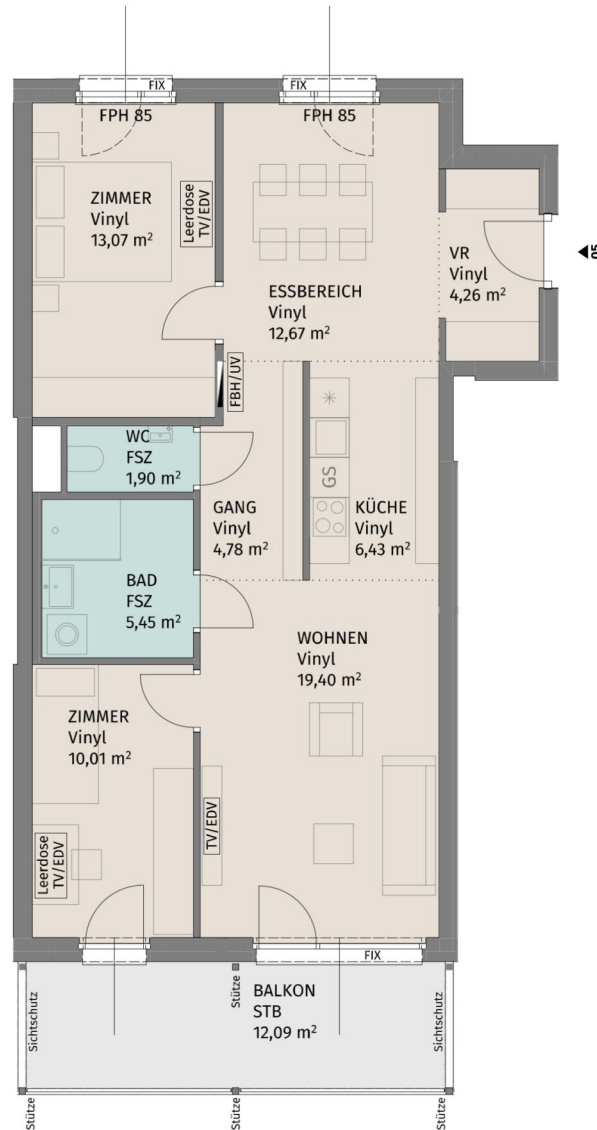 FIX
FIX
FPH 85
FPH 85
ZIMMER
Vinyl
13,07 m²
Leerdose
TV/EDV
VR
Vinyl
4,26 m²
05
ESSBEREICH
Vinyl
12,67 m²
FBH/UV
WC
FSZ
1,90 m²
GS
GANG
Vinyl
4,78 m²
KÜCHE
Vinyl
6,43 m²
BAD
FSZ
5,45 m²
WOHNEN
Vinyl
19,40 m²
ZIMMER
Vinyl
10,01 m²
TV/EDV
Leerdose
TV/EDV
FIX
Sichtschutz
Stütze
BALKON
STB
12,09 m²
Sichtschutz
Stütze
Stütze
Stütze